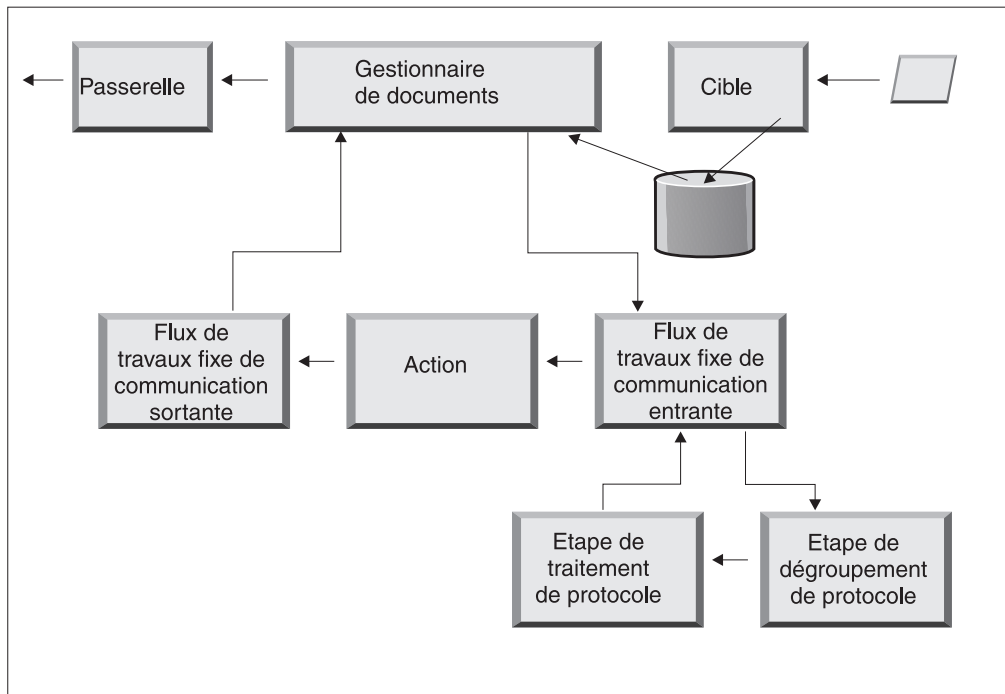 Passerelle
Gestionnaire
de documents
Cible
Flux de
travaux fixe de
communication
sortante
Action
Flux de
travaux fixe de
communication
entrante
Etape de
traitement
de protocole
Etape de
dégroupement
de protocole